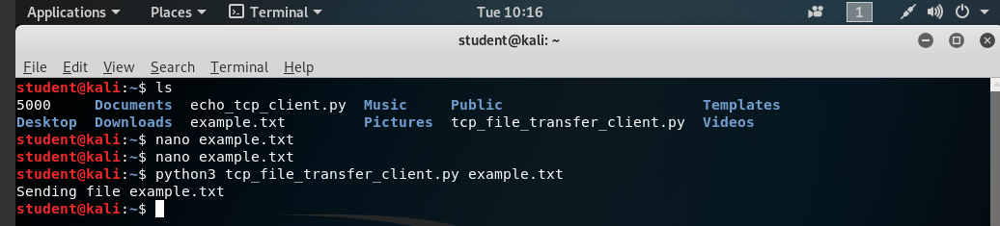 Applications Places Terminal Tue 10:16 1
student@kali: ~
File Edit View Search Terminal Help
student@kali:~$ ls
5000 Documents echo_tcp_client.py Music Public Templates
Desktop Downloads example.txt Pictures tcp_file_transfer_client.py Videos
student@kali:~$ nano example.txt
student@kali:~$ nano example.txt
student@kali:~$ python3 tcp_file_transfer_client.py example.txt
Sending file example.txt
student@kali:~$